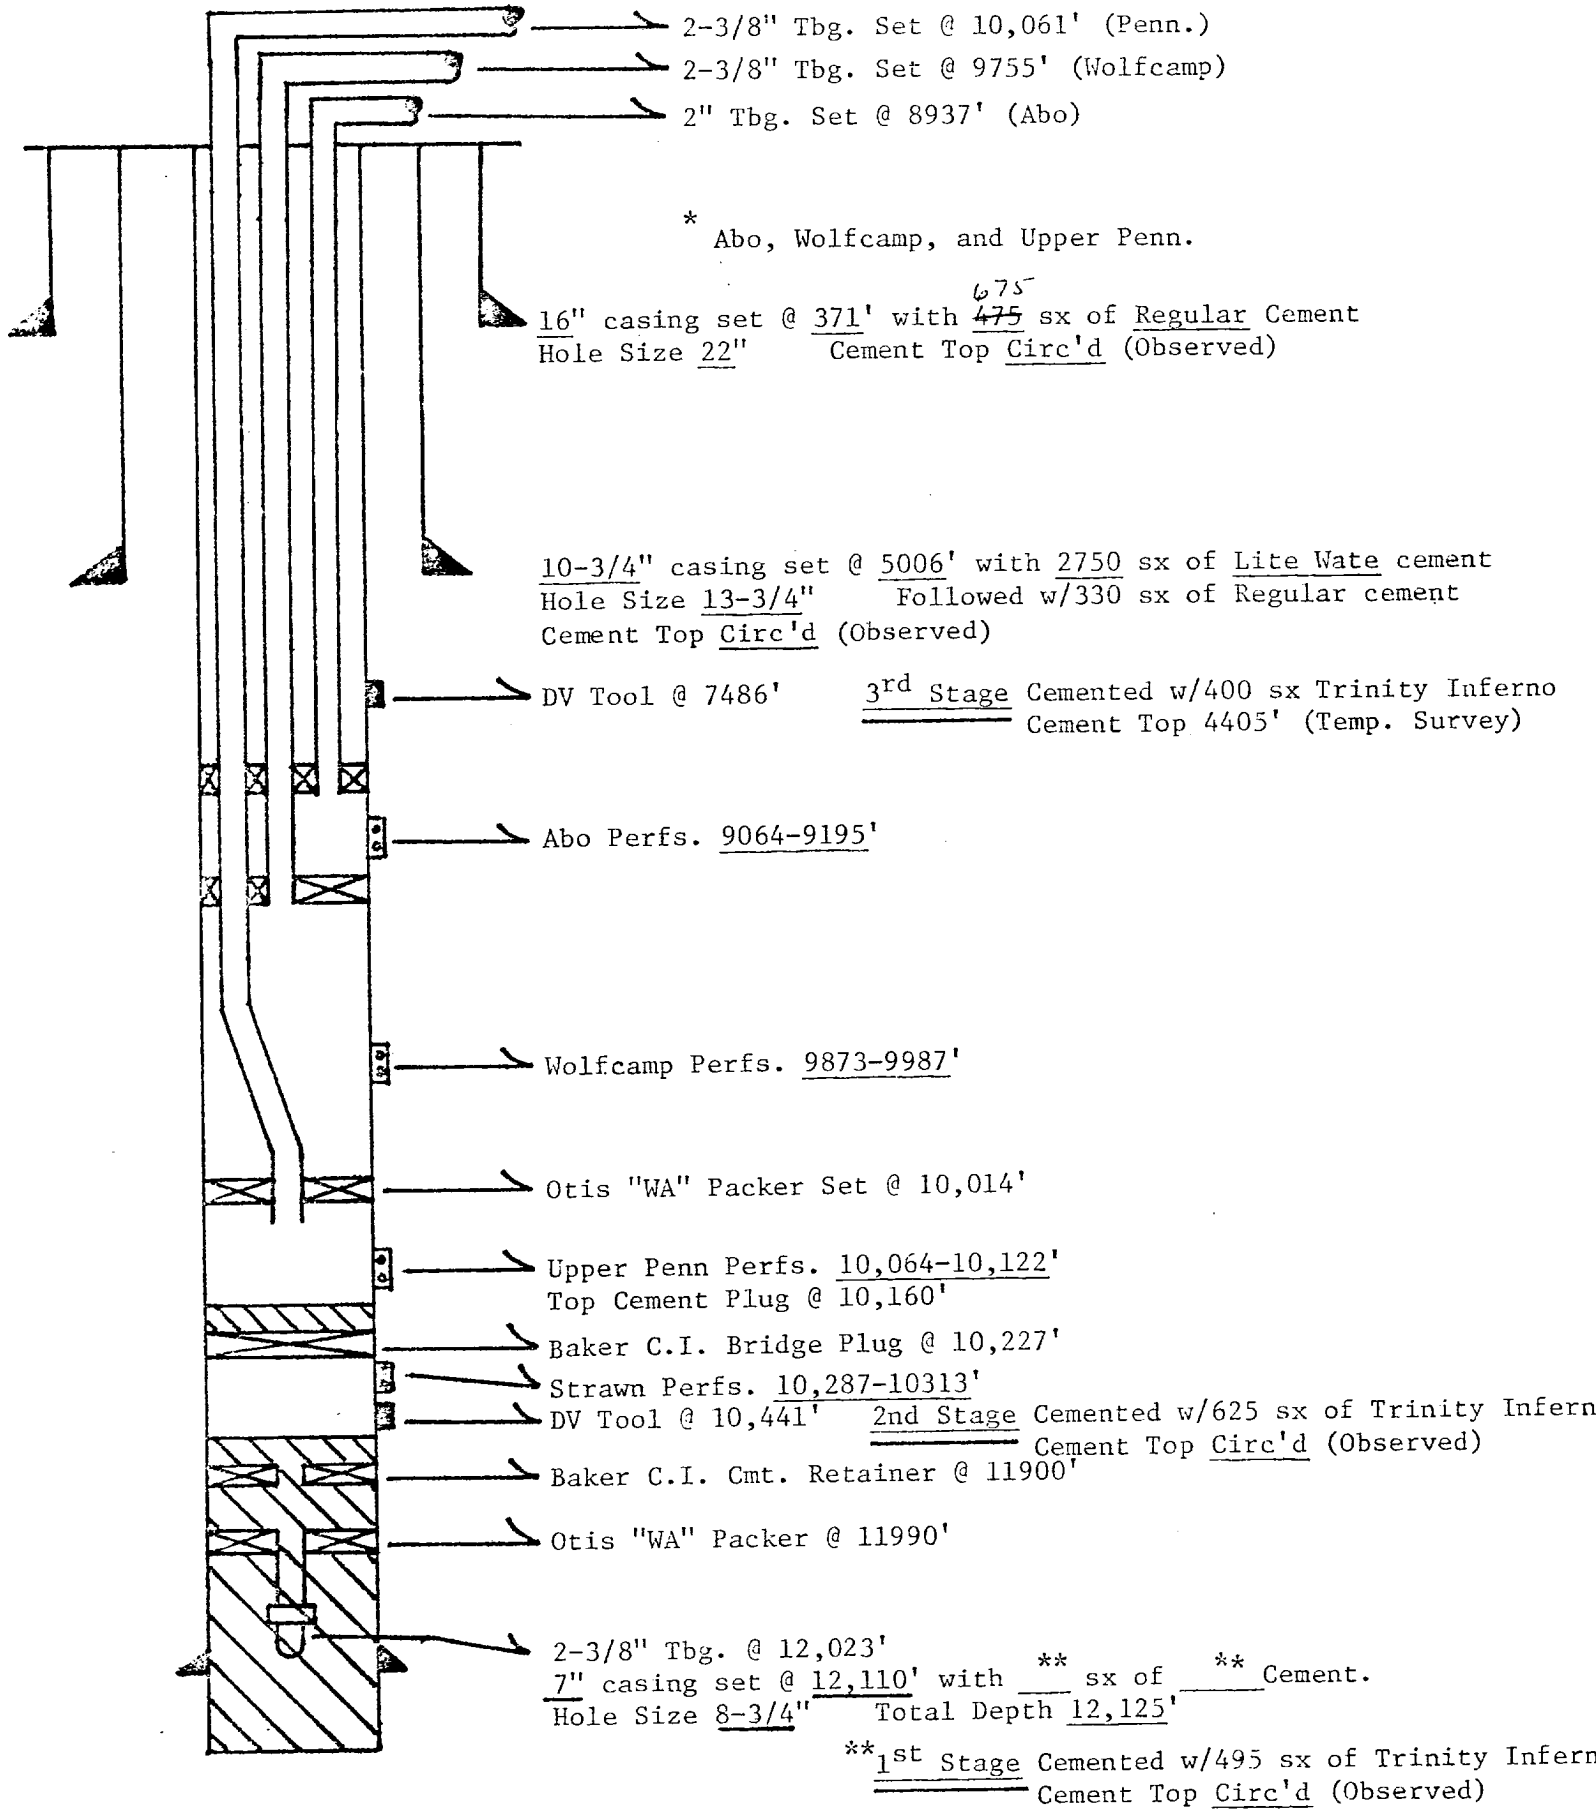 2-3/8" Tbg. Set @ 10,061' (Penn.)
2-3/8" Tbg. Set @ 9755' (Wolfcamp)
2" Tbg. Set @ 8937' (Abo)
* Abo, Wolfcamp, and Upper Penn.
675
16" casing set @ 371' with 475 sx of Regular Cement
Hole Size 22" Cement Top Circ'd (Observed)
10-3/4" casing set @ 5006' with 2750 sx of Lite Wate cement
Hole Size 13-3/4" Followed w/330 sx of Regular cement
Cement Top Circ'd (Observed)
DV Tool @ 7486' 3rd Stage Cemented w/400 sx Trinity Inferno
Cement Top 4405' (Temp. Survey)
Abo Perfs. 9064-9195'
Wolfcamp Perfs. 9873-9987'
Otis "WA" Packer Set @ 10,014'
Upper Penn Perfs. 10,064-10,122'
Top Cement Plug @ 10,160'
Baker C.I. Bridge Plug @ 10,227'
Strawn Perfs. 10,287-10313'
DV Tool @ 10,441' 2nd Stage Cemented w/625 sx of Trinity Infern
Cement Top Circ'd (Observed)
Baker C.I. Cmt. Retainer @ 11900'
Otis "WA" Packer @ 11990'
2-3/8" Tbg. @ 12,023'
7" casing set @ 12,110' with ** sx of ** Cement.
Hole Size 8-3/4" Total Depth 12,125'
**1st Stage Cemented w/495 sx of Trinity Infern
Cement Top Circ'd (Observed)